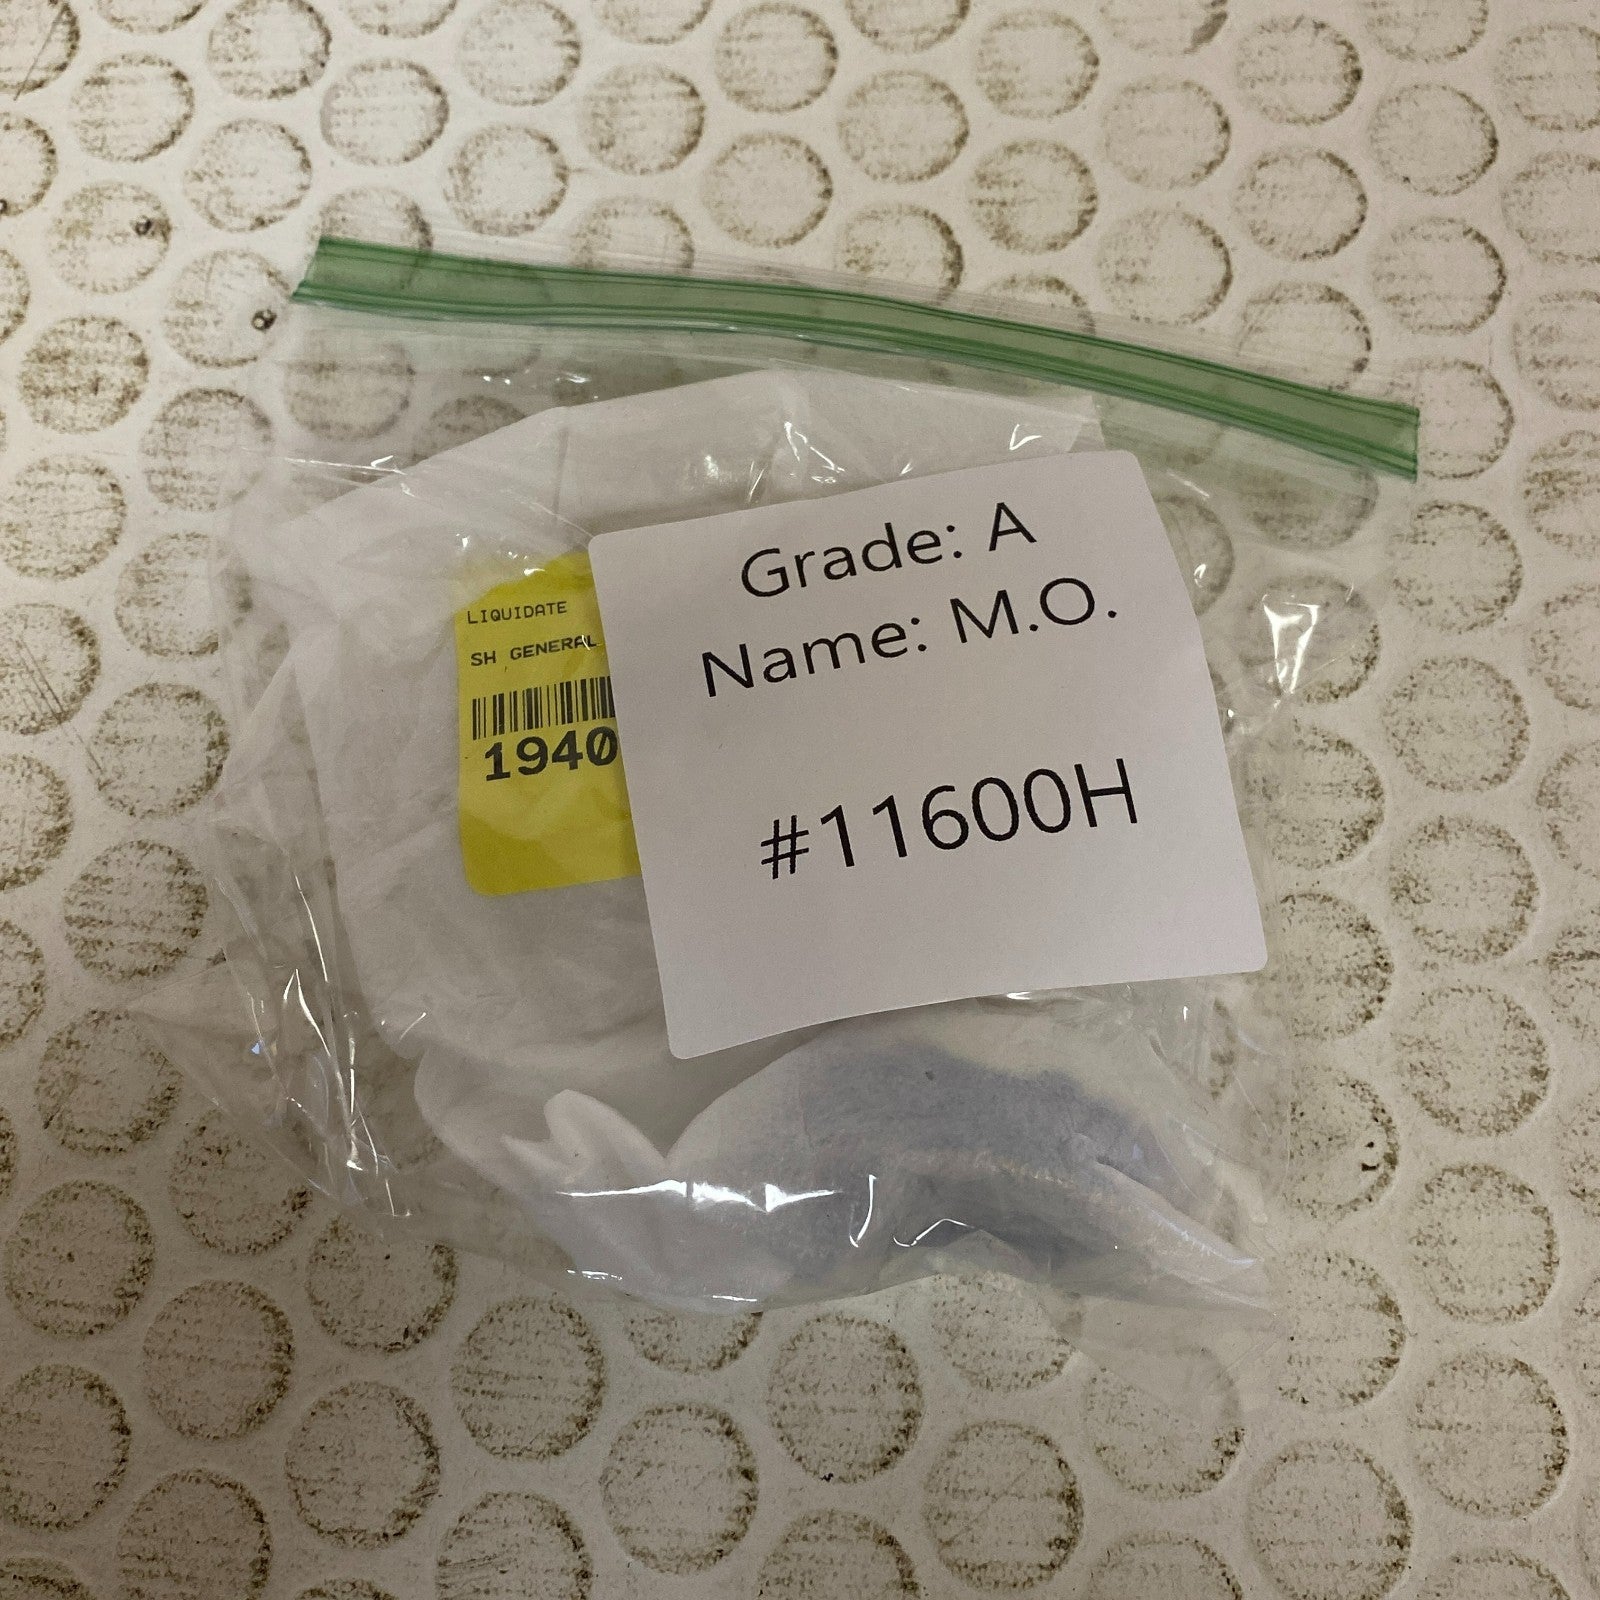 LIQUIDATE
SH GENERAL
1940
Grade: A
Name: M.O.
#11600H